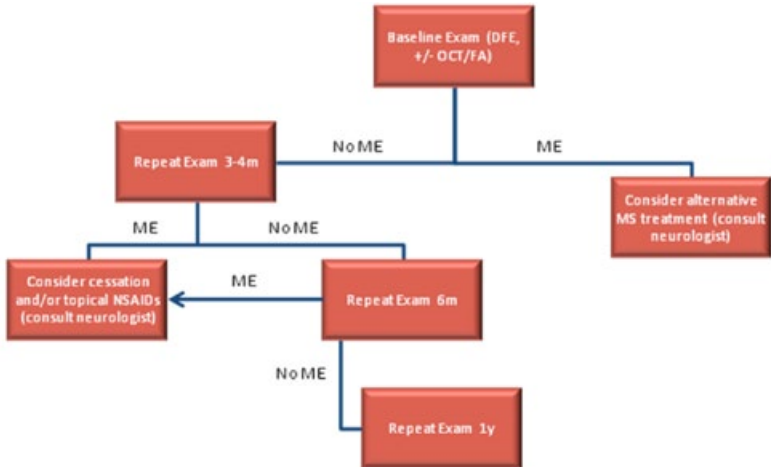 Baseline Exam (DFE,
+/- OCT/FA)
No ME
ME
Repeat Exam 3-4m
Consider alternative
MS treatment (consult
neurologist)
ME
No ME
Consider cessation
and/or topical NSAIDs
(consult neurologist)
ME
Repeat Exam 6m
No ME
Repeat Exam 1y